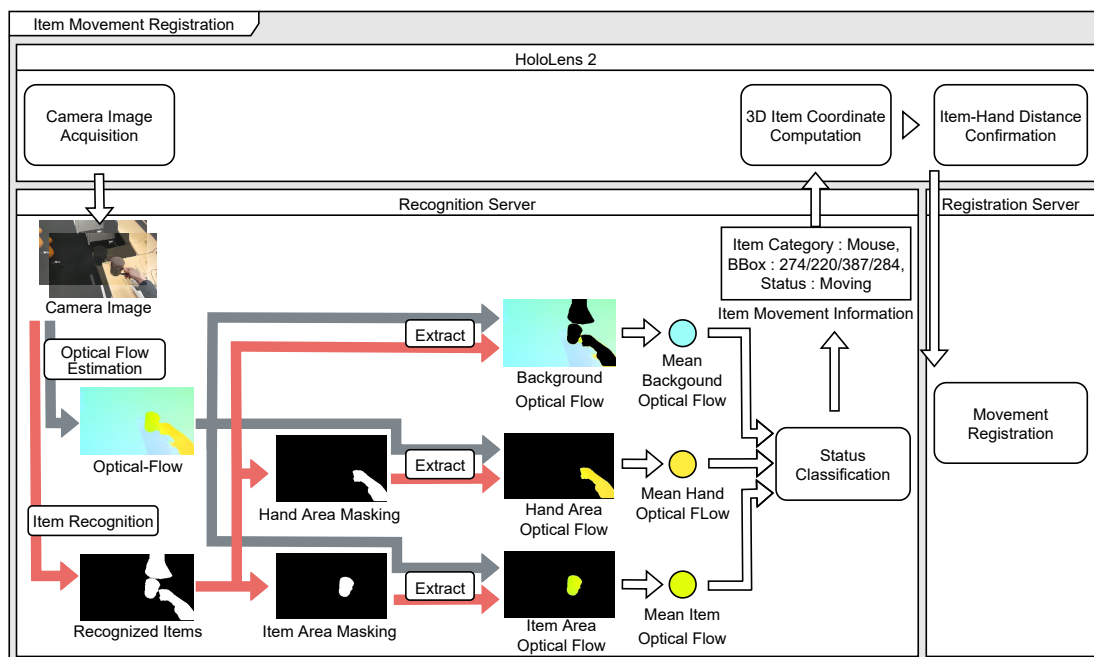 Item Movement Registration
HoloLens 2
Camera Image
Acquisition
3D Item Coordinate
Computation
Item-Hand Distance
Confirmation
Recognition Server
Registration Server
Camera Image
Item Category : Mouse,
BBox : 274/220/387/284,
Status : Moving
Item Movement Information
Optical Flow
Estimation
Optical-Flow
Extract
Background
Optical Flow
Mean
Backgound
Optical Flow
Hand Area Masking
Extract
Hand Area
Optical Flow
Mean Hand
Optical FLow
Status
Classification
Movement
Registration
Item Recognition
Recognized Items
Item Area Masking
Extract
Item Area
Optical Flow
Mean Item
Optical Flow